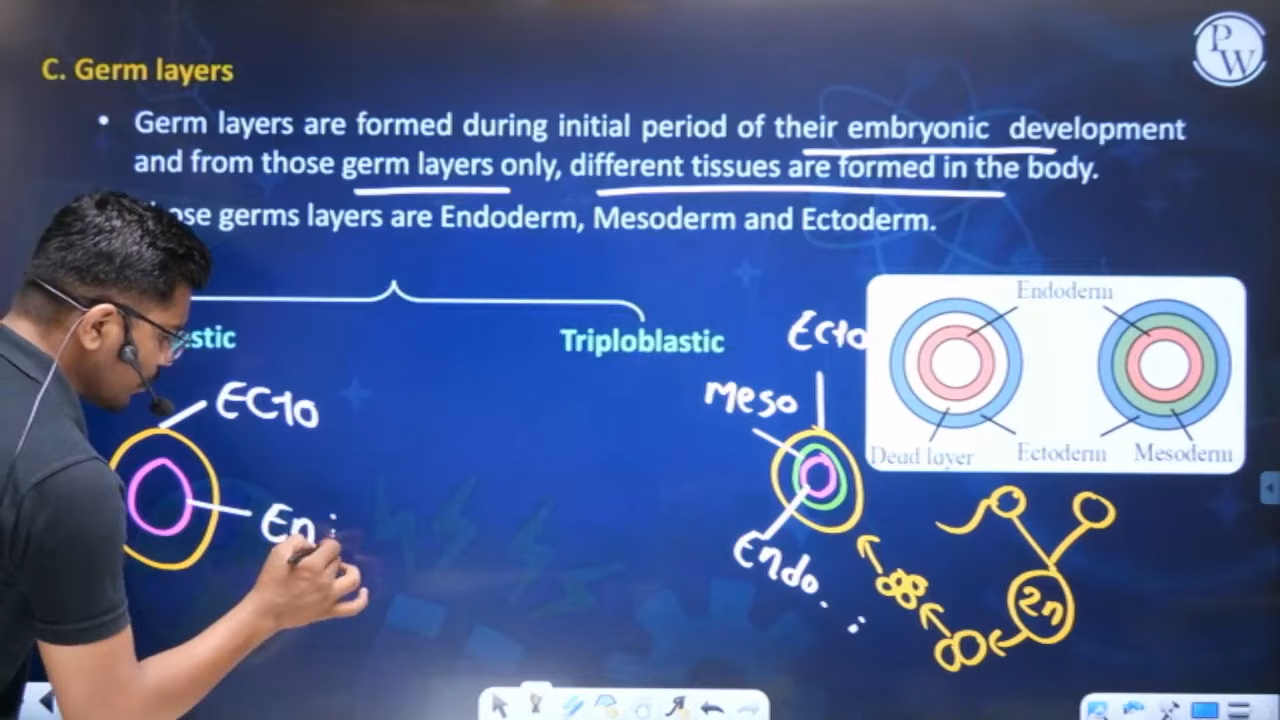 PW
C. Germ layers
• Germ layers are formed during initial period of their embryonic development
and from those germ layers only, different tissues are formed in the body.
ose germs layers are Endoderm, Mesoderm and Ectoderm.
Endoderm
stic
Triploblastic
Ecto
Meso
ECTO
Dead layer
Ectoderm
Mesoderm
En
Endo.
2n